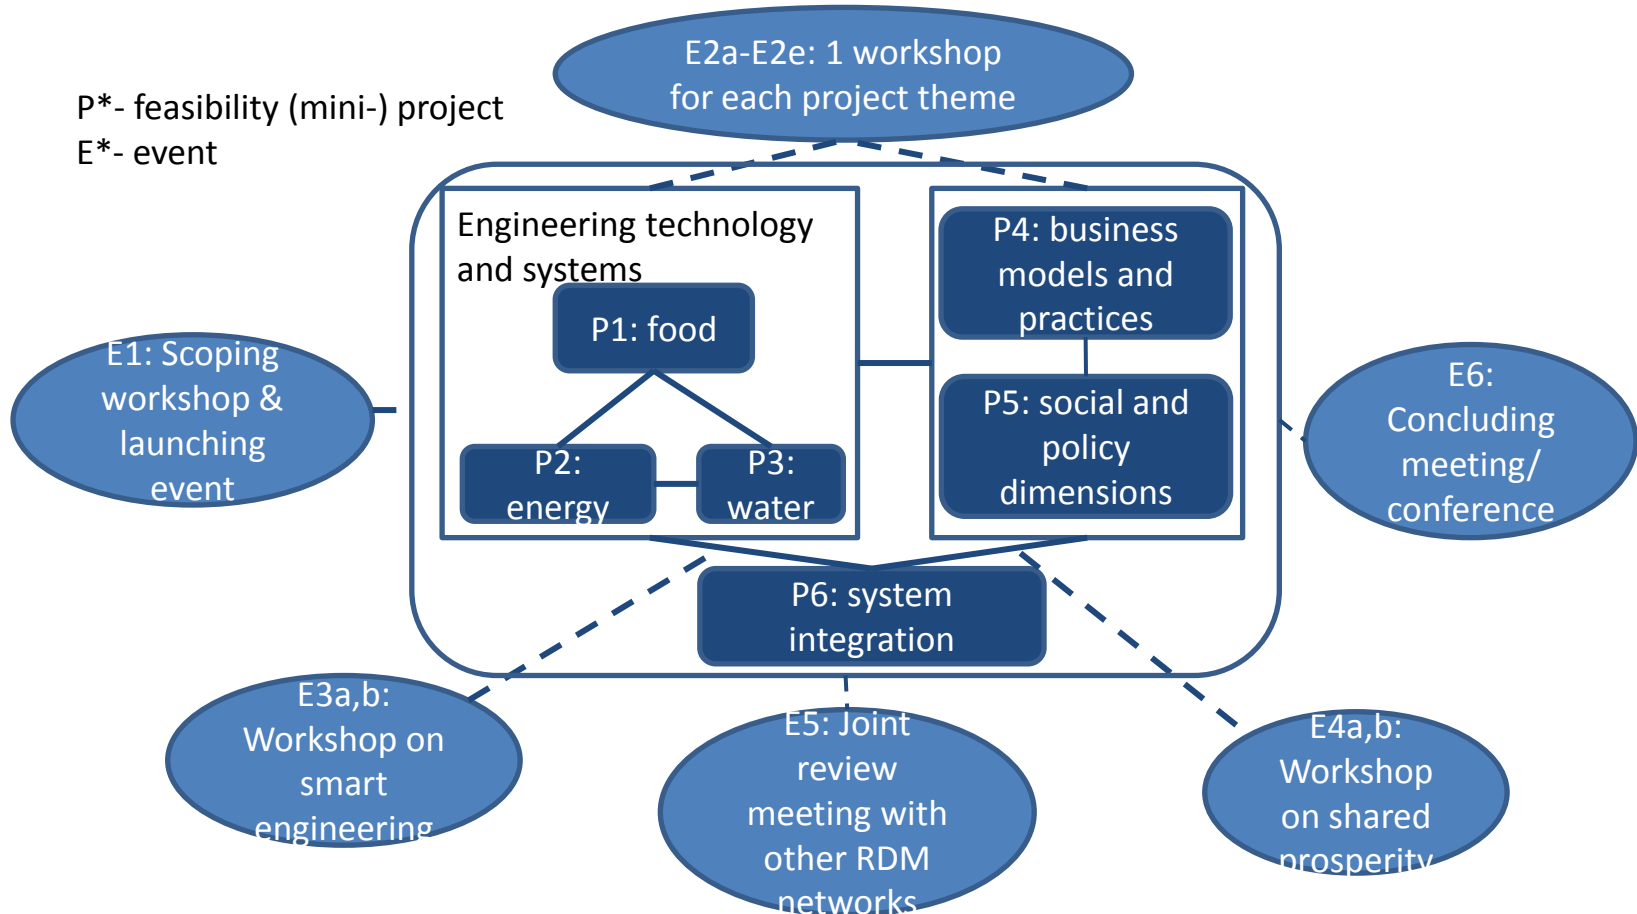 E2a-E2e: 1 workshop
for each project theme
P*- feasibility (mini-) project
E*- event
Engineering technology
and systems
P1: food
P2:
energy
P3:
water
P4: business
models and
practices
P5: social and
policy
dimensions
P6: system
integration
E1: Scoping
workshop &
launching
event
E6:
Concluding
meeting/
conference
E3a,b:
Workshop on
smart
engineering
E5: Joint
review
meeting with
other RDM
networks
E4a,b:
Workshop
on shared
prosperity